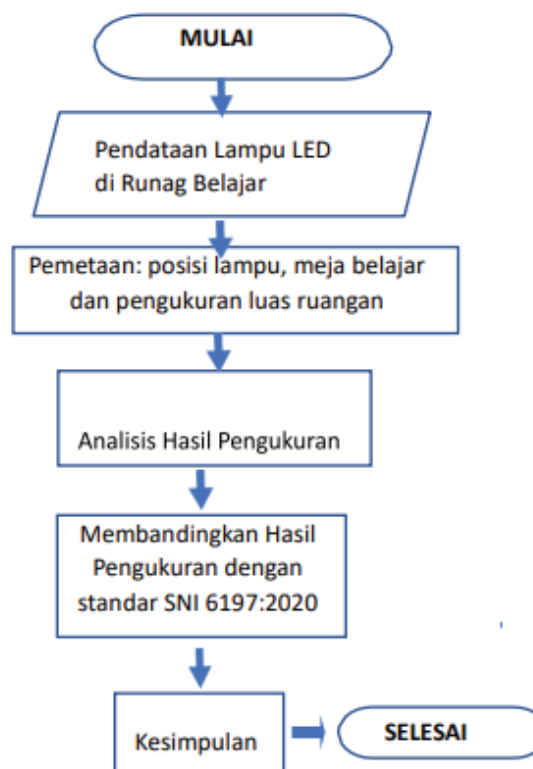 MULAI
Pendataan Lampu LED
di Runag Belajar
Pemetaan: posisi lampu, meja belajar
dan pengukuran luas ruangan
Analisis Hasil Pengukuran
Membandingkan Hasil
Pengukuran dengan
standar SNI 6197:2020
Kesimpulan
SELESAI